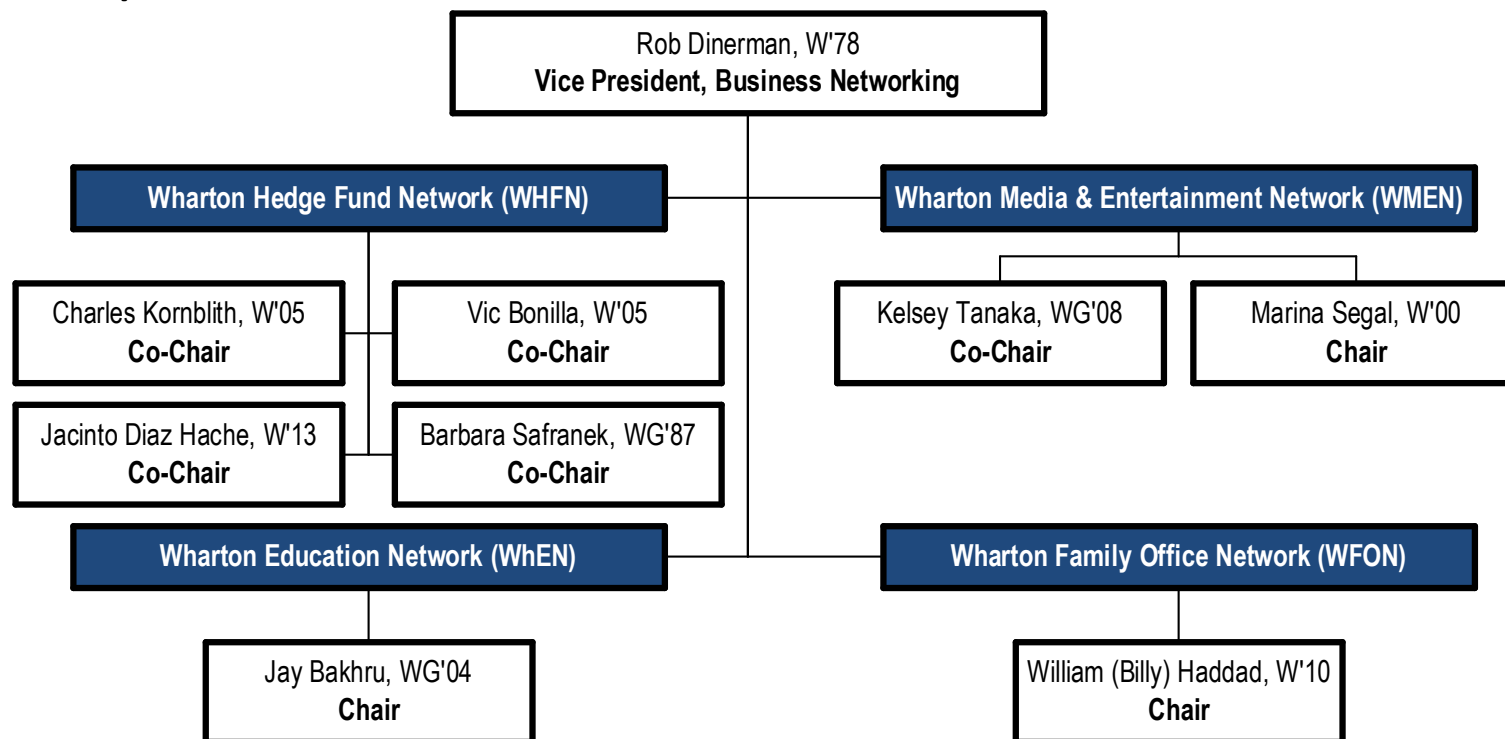 Rob Dinerman, W'78
Vice President, Business Networking
Wharton Hedge Fund Network (WHFN)
Wharton Media & Entertainment Network (WMEN)
Charles Kornblith, W'05
Co-Chair
Vic Bonilla, W'05
Co-Chair
Kelsey Tanaka, WG'08
Co-Chair
Marina Segal, W'00
Chair
Jacinto Diaz Hache, W'13
Co-Chair
Barbara Safranek, WG'87
Co-Chair
Wharton Education Network (WhEN)
Wharton Family Office Network (WFON)
Jay Bakhru, WG'04
Chair
William (Billy) Haddad, W'10
Chair